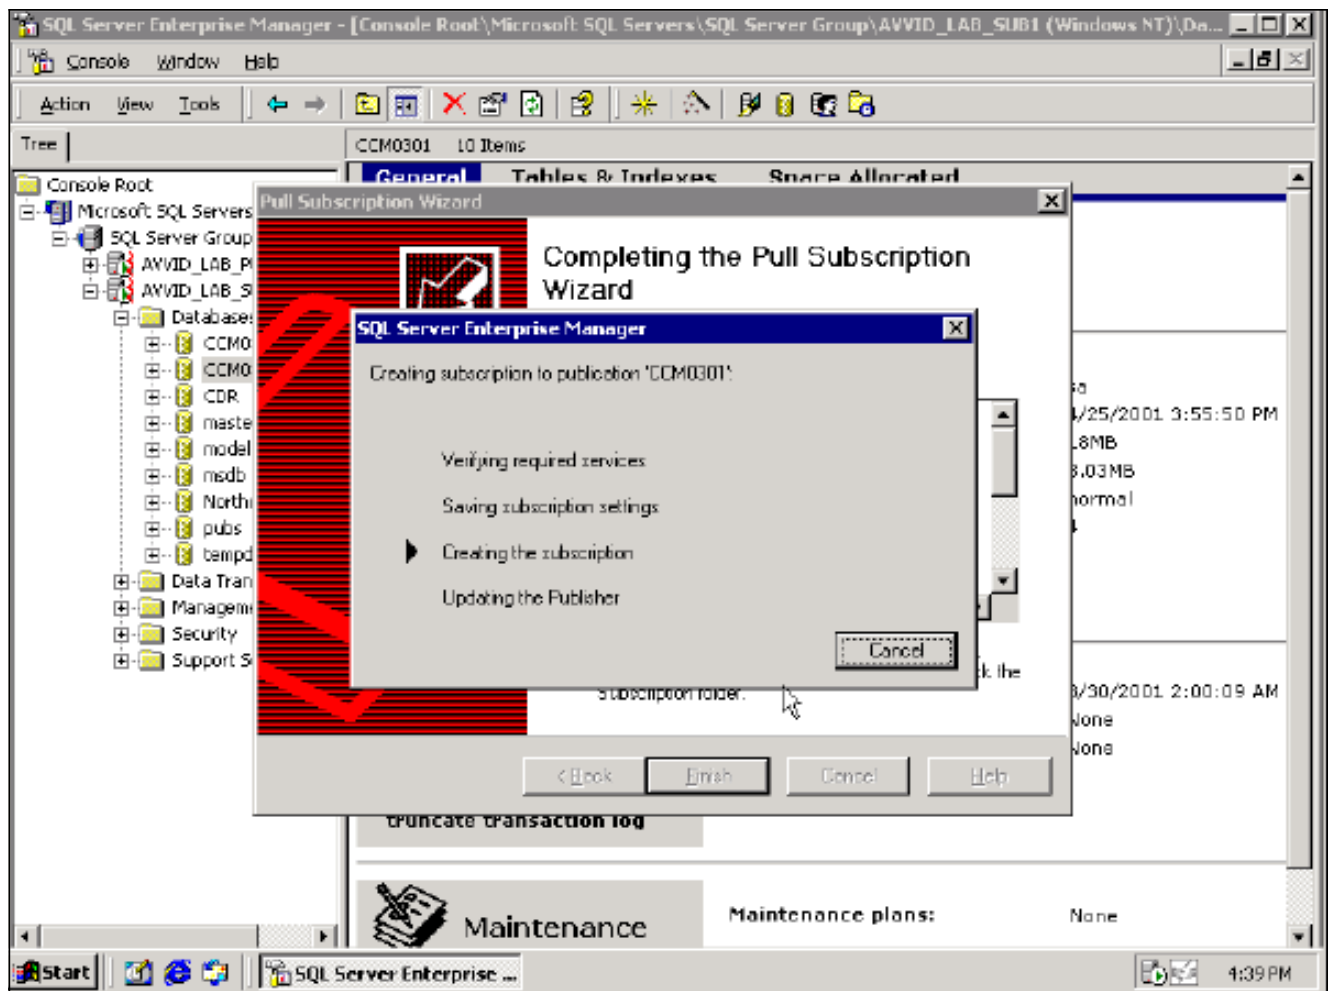 SQL Server Enterprise Manager - [Console Root\Microsoft SQL Servers\SQL Server Group\AVVID_LAB_SUB1 (Windows NT)\Da...
Console Window Help
Action View Tools
Tree
CCM0301 10 Items
General Tables & Indexes Space Allocated
Console Root
Microsoft SQL Servers
SQL Server Group
AVVID_LAB_P
AVVID_LAB_S
Databases
CCM0
CCM0
CDR
maste
model
msdb
North
pubs
tempd
Data Tran
Managem
Security
Support S
Pull Subscription Wizard
Completing the Pull Subscription
Wizard
SQL Server Enterprise Manager
Creating subscription to publication 'CCM0301':
Verifying required services
Saving subscription settings
Creating the subscription
Updating the Publisher
Cancel
ck the
Subscription folder.
< Back Finish Cancel Help
sa
4/25/2001 3:55:50 PM
.8MB
3.03MB
normal
3/30/2001 2:00:09 AM
None
None
truncate transaction log
Maintenance
Maintenance plans: None
Start
SQL Server Enterprise ...
4:39 PM